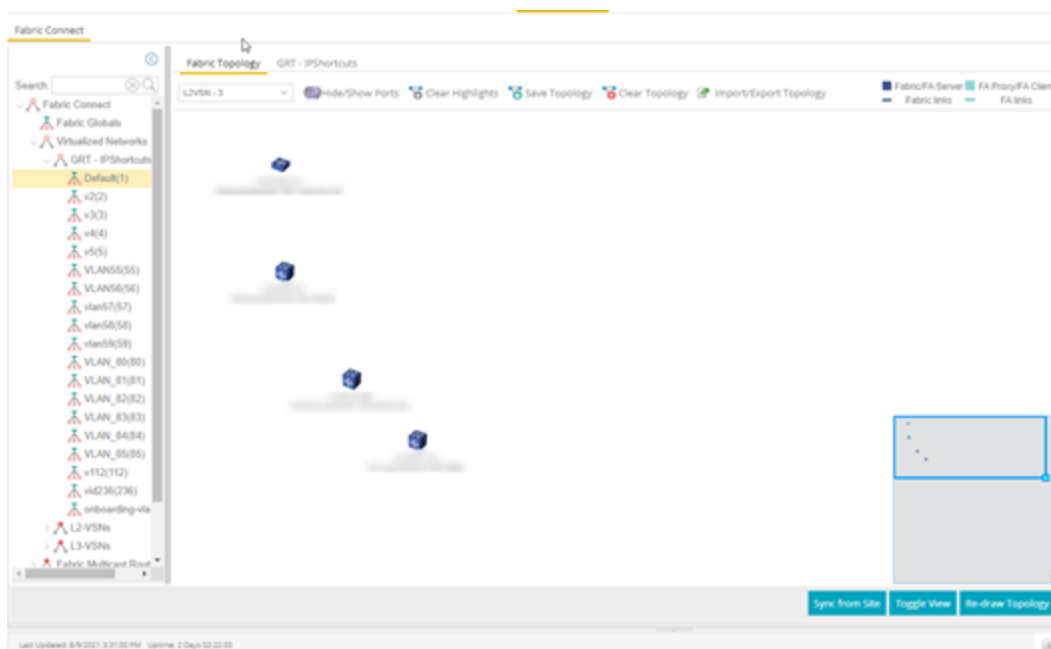 Fabric Connect
Fabric Topology GRT - IPShortcuts
Search:
L2VSN - 3 Hide/Show Ports Clear Highlights Save Topology Clear Topology Import/Export Topology
Fabric/FA Server FA Proxy/FA Client
Fabric links FA links
Fabric Connect
Fabric Globals
Virtualized Networks
GRT - IPShortcuts
Default(1)
v2(2)
v3(3)
v4(4)
v5(5)
VLAN55(55)
VLAN56(56)
vlan57(57)
vlan58(58)
vlan59(59)
VLAN_80(80)
VLAN_81(81)
VLAN_82(82)
VLAN_83(83)
VLAN_84(84)
VLAN_85(85)
v112(112)
vid236(236)
onboarding-vla
L2-VSNs
L3-VSNs
Fabric Multicast Rout
Sync from Site Toggle View Re-draw Topology
Last Updated: 8/9/2021 3:31:00 PM Uptime: 2 Days 02:22:33